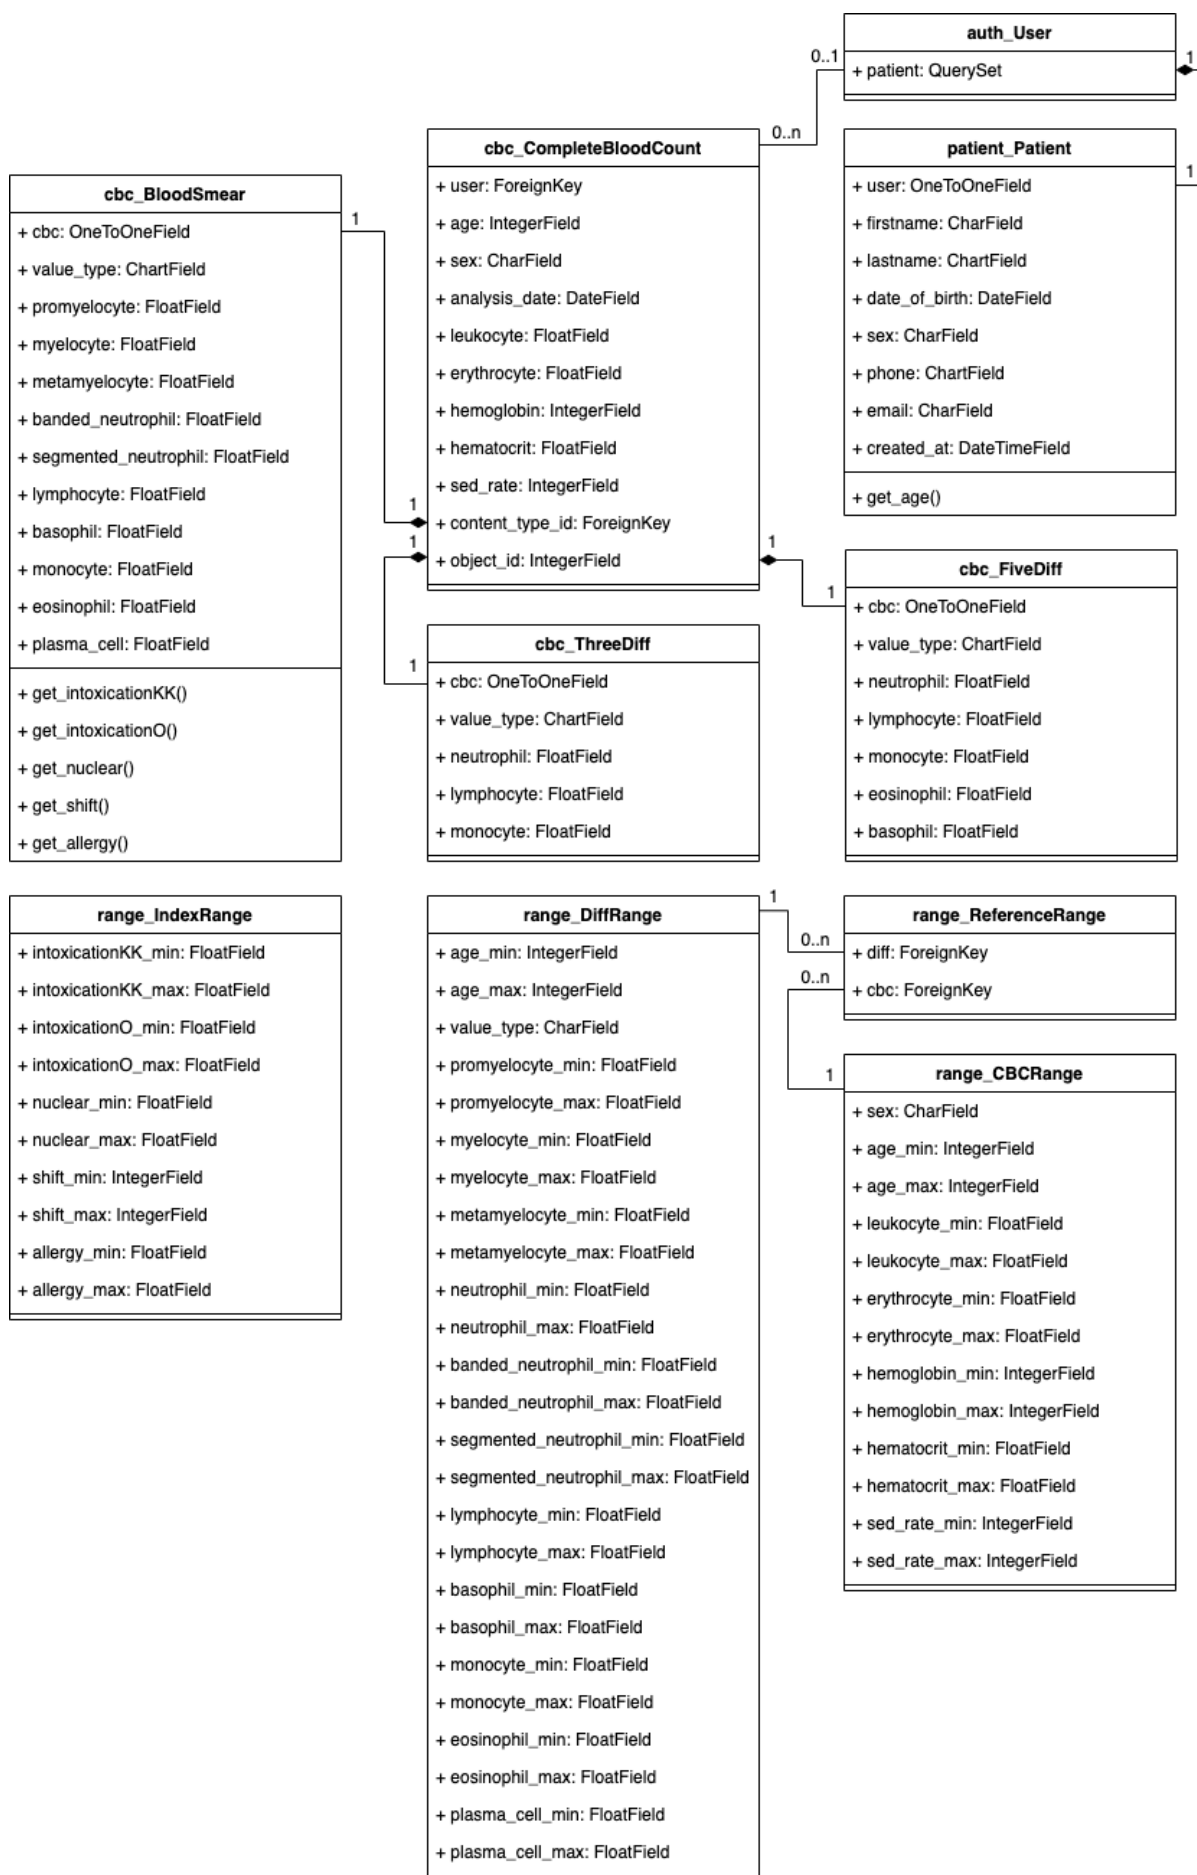 auth_User
+ patient: QuerySet
1
0..1
0..n
cbc_CompleteBloodCount
+ user: ForeignKey
+ age: IntegerField
+ sex: CharField
+ analysis_date: DateField
+ leukocyte: FloatField
+ erythrocyte: FloatField
+ hemoglobin: IntegerField
+ hematocrit: FloatField
+ sed_rate: IntegerField
+ content_type_id: ForeignKey
+ object_id: IntegerField
1
1
1
patient_Patient
+ user: OneToOneField
+ firstname: CharField
+ lastname: ChartField
+ date_of_birth: DateField
+ sex: CharField
+ phone: ChartField
+ email: CharField
+ created_at: DateTimeField
+ get_age()
1
cbc_BloodSmear
+ cbc: OneToOneField
+ value_type: ChartField
+ promyelocyte: FloatField
+ myelocyte: FloatField
+ metamyelocyte: FloatField
+ banded_neutrophil: FloatField
+ segmented_neutrophil: FloatField
+ lymphocyte: FloatField
+ basophil: FloatField
+ monocyte: FloatField
+ eosinophil: FloatField
+ plasma_cell: FloatField
+ get_intoxicationKK()
+ get_intoxicationO()
+ get_nuclear()
+ get_shift()
+ get_allergy()
1
cbc_ThreeDiff
+ cbc: OneToOneField
+ value_type: ChartField
+ neutrophil: FloatField
+ lymphocyte: FloatField
+ monocyte: FloatField
1
cbc_FiveDiff
+ cbc: OneToOneField
+ value_type: ChartField
+ neutrophil: FloatField
+ lymphocyte: FloatField
+ monocyte: FloatField
+ eosinophil: FloatField
+ basophil: FloatField
1
range_IndexRange
+ intoxicationKK_min: FloatField
+ intoxicationKK_max: FloatField
+ intoxicationO_min: FloatField
+ intoxicationO_max: FloatField
+ nuclear_min: FloatField
+ nuclear_max: FloatField
+ shift_min: IntegerField
+ shift_max: IntegerField
+ allergy_min: FloatField
+ allergy_max: FloatField
range_DiffRange
+ age_min: IntegerField
+ age_max: IntegerField
+ value_type: CharField
+ promyelocyte_min: FloatField
+ promyelocyte_max: FloatField
+ myelocyte_min: FloatField
+ myelocyte_max: FloatField
+ metamyelocyte_min: FloatField
+ metamyelocyte_max: FloatField
+ neutrophil_min: FloatField
+ neutrophil_max: FloatField
+ banded_neutrophil_min: FloatField
+ banded_neutrophil_max: FloatField
+ segmented_neutrophil_min: FloatField
+ segmented_neutrophil_max: FloatField
+ lymphocyte_min: FloatField
+ lymphocyte_max: FloatField
+ basophil_min: FloatField
+ basophil_max: FloatField
+ monocyte_min: FloatField
+ monocyte_max: FloatField
+ eosinophil_min: FloatField
+ eosinophil_max: FloatField
+ plasma_cell_min: FloatField
+ plasma_cell_max: FloatField
1
0..n
range_ReferenceRange
+ diff: ForeignKey
+ cbc: ForeignKey
0..n
1
range_CBCRange
+ sex: CharField
+ age_min: IntegerField
+ age_max: IntegerField
+ leukocyte_min: FloatField
+ leukocyte_max: FloatField
+ erythrocyte_min: FloatField
+ erythrocyte_max: FloatField
+ hemoglobin_min: IntegerField
+ hemoglobin_max: IntegerField
+ hematocrit_min: FloatField
+ hematocrit_max: FloatField
+ sed_rate_min: IntegerField
+ sed_rate_max: IntegerField